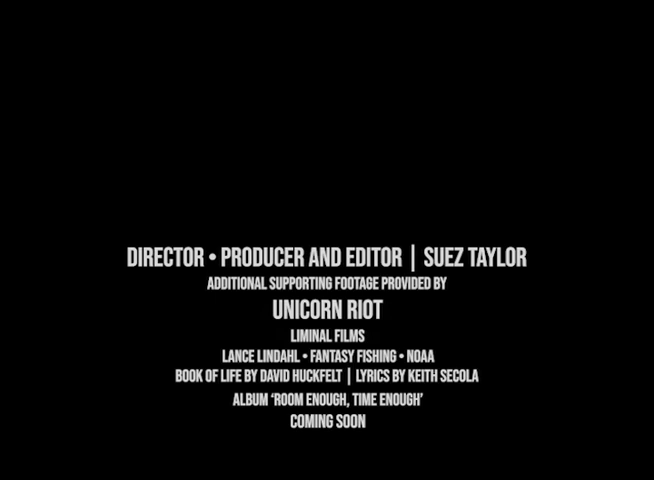 DIRECTOR • PRODUCER AND EDITOR | SUEZ TAYLOR
ADDITIONAL SUPPORTING FOOTAGE PROVIDED BY
UNICORN RIOT
LIMINAL FILMS
LANCE LINDAHL • FANTASY FISHING • NOAA
BOOK OF LIFE BY DAVID HUCKFELT | LYRICS BY KEITH SECOLA
ALBUM ‘ROOM ENOUGH, TIME ENOUGH’
COMING SOON